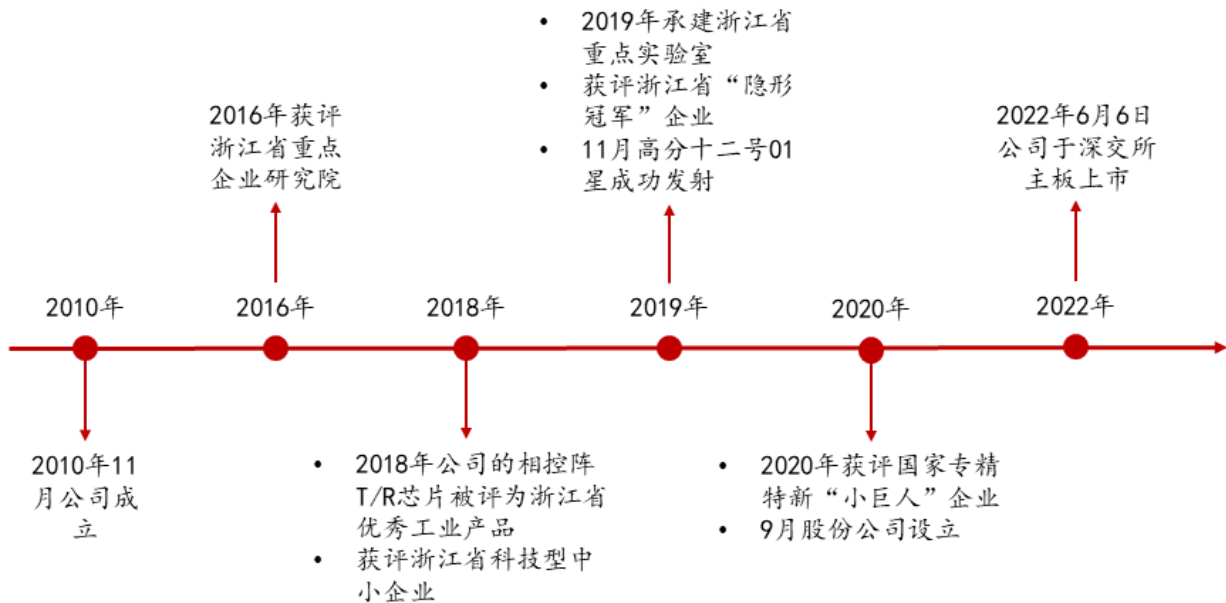 • 2019年承建浙江省
重点实验室
• 获评浙江省“隐形
冠军”企业
• 11月高分十二号01
星成功发射
2016年获评
浙江省重点
企业研究院
2022年6月6日
公司于深交所
主板上市
2010年
2016年
2018年
2019年
2020年
2022年
2010年11
月公司成
立
• 2018年公司的相控阵
T/R芯片被评为浙江省
优秀工业产品
• 获评浙江省科技型中
小企业
• 2020年获评国家专精
特新“小巨人”企业
• 9月股份公司设立